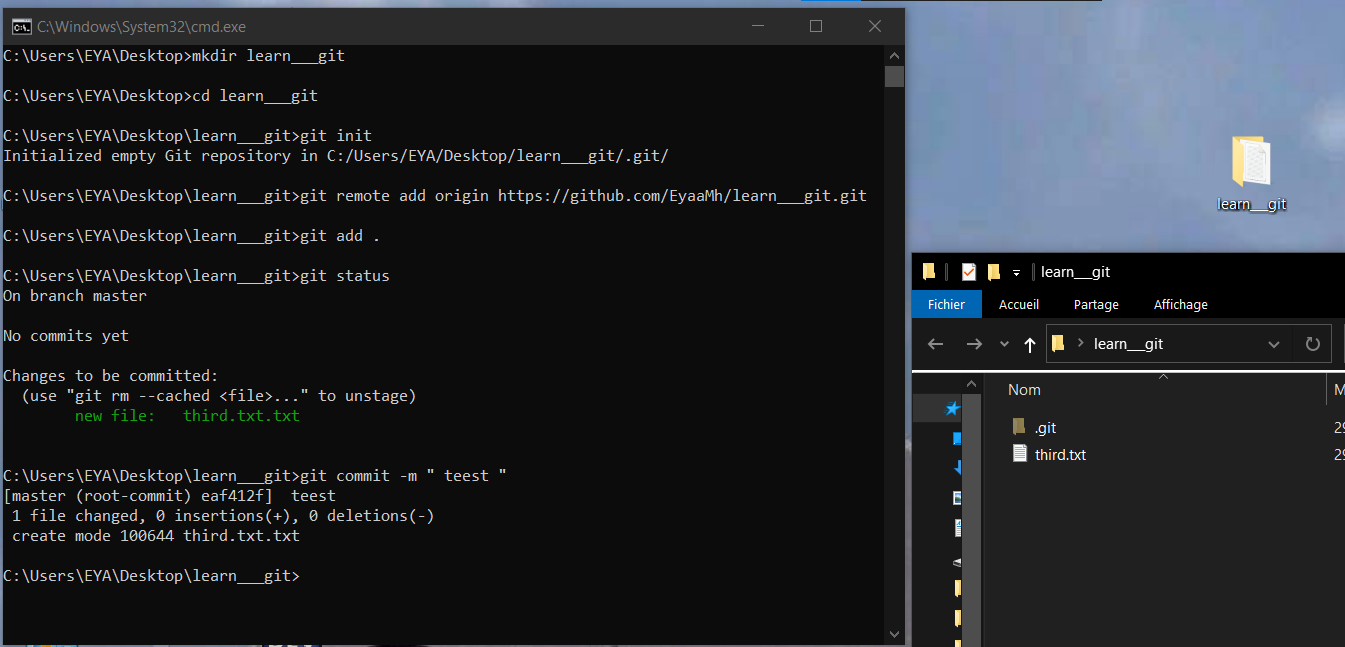 C:\Windows\System32\cmd.exe
C:\Users\EYA\Desktop>mkdir learn___git
C:\Users\EYA\Desktop>cd learn___git
C:\Users\EYA\Desktop\learn___git>git init
Initialized empty Git repository in C:/Users/EYA/Desktop/learn___git/.git/
C:\Users\EYA\Desktop\learn___git>git remote add origin https://github.com/EyaaMh/learn___git.git
C:\Users\EYA\Desktop\learn___git>git add .
C:\Users\EYA\Desktop\learn___git>git status
On branch master
No commits yet
Changes to be committed:
  (use "git rm --cached <file>..." to unstage)
        new file:   third.txt.txt
C:\Users\EYA\Desktop\learn___git>git commit -m " teest "
[master (root-commit) eaf412f]  teest
 1 file changed, 0 insertions(+), 0 deletions(-)
 create mode 100644 third.txt.txt
C:\Users\EYA\Desktop\learn___git>
learn___git
learn___git
Fichier Accueil Partage Affichage
learn___git
Nom
.git
third.txt